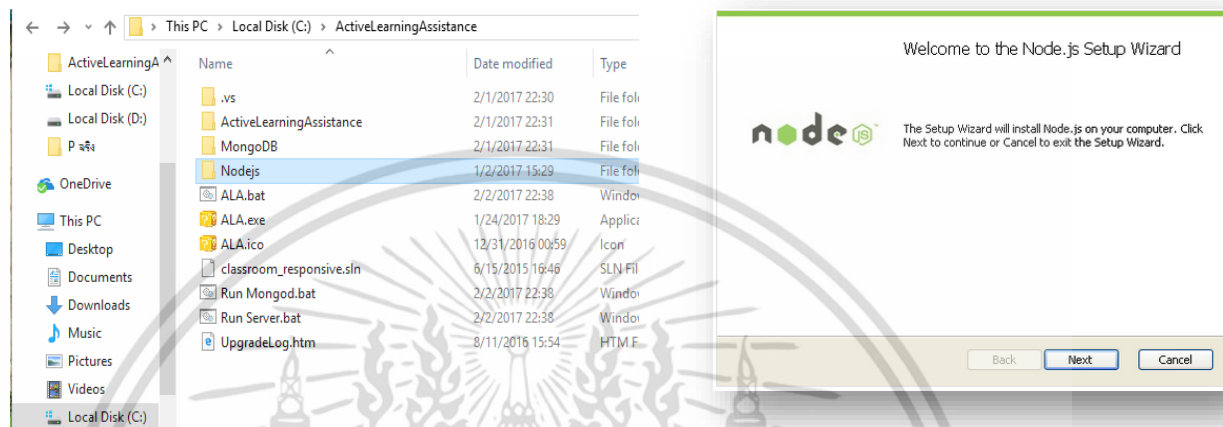 This PC > Local Disk (C:) > ActiveLearningAssistance
ActiveLearningA
Local Disk (C:)
Local Disk (D:)
P จริง
OneDrive
This PC
Desktop
Documents
Downloads
Music
Pictures
Videos
Local Disk (C:)
Name Date modified Type
.vs 2/1/2017 22:30 File fol
ActiveLearningAssistance 2/1/2017 22:31 File fol
MongoDB 2/1/2017 22:31 File fol
Nodejs 1/2/2017 15:29 File fol
ALA.bat 2/2/2017 22:38 Windo
ALA.exe 1/24/2017 18:29 Applica
ALA.ico 12/31/2016 00:59 Icon
classroom_responsive.sln 6/15/2015 16:46 SLN Fil
Run Mongod.bat 2/2/2017 22:38 Windo
Run Server.bat 2/2/2017 22:38 Windo
UpgradeLog.htm 8/11/2016 15:54 HTM F
Welcome to the Node.js Setup Wizard
node JS
The Setup Wizard will install Node.js on your computer. Click
Next to continue or Cancel to exit the Setup Wizard.
Back Next Cancel